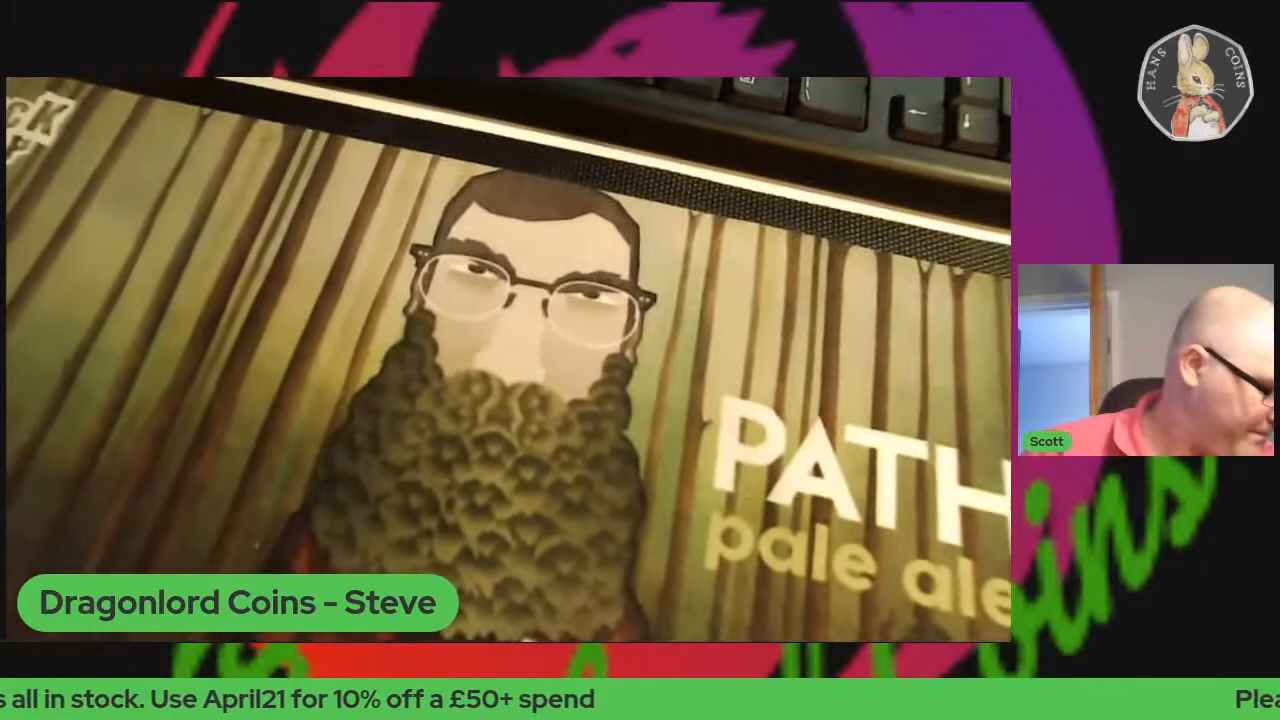 HANS COINS
PATH
pale ale
Scott
Dragonlord Coins - Steve
oins
s all in stock. Use April21 for 10% off a £50+ spend
Plea